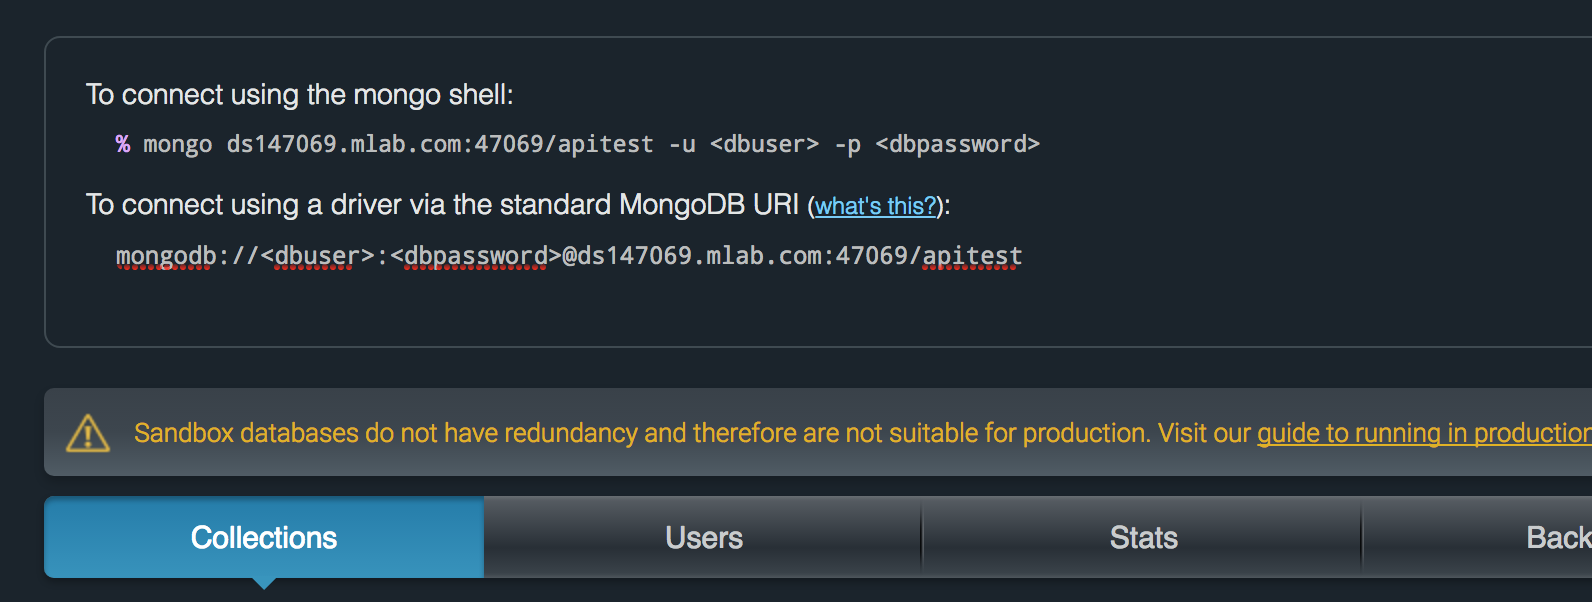 To connect using the mongo shell:
% mongo ds147069.mlab.com:47069/apitest -u <dbuser> -p <dbpassword>
To connect using a driver via the standard MongoDB URI (what's this?):
mongodb://<dbuser>:<dbpassword>@ds147069.mlab.com:47069/apitest
Sandbox databases do not have redundancy and therefore are not suitable for production. Visit our guide to running in production
Collections Users Stats Back